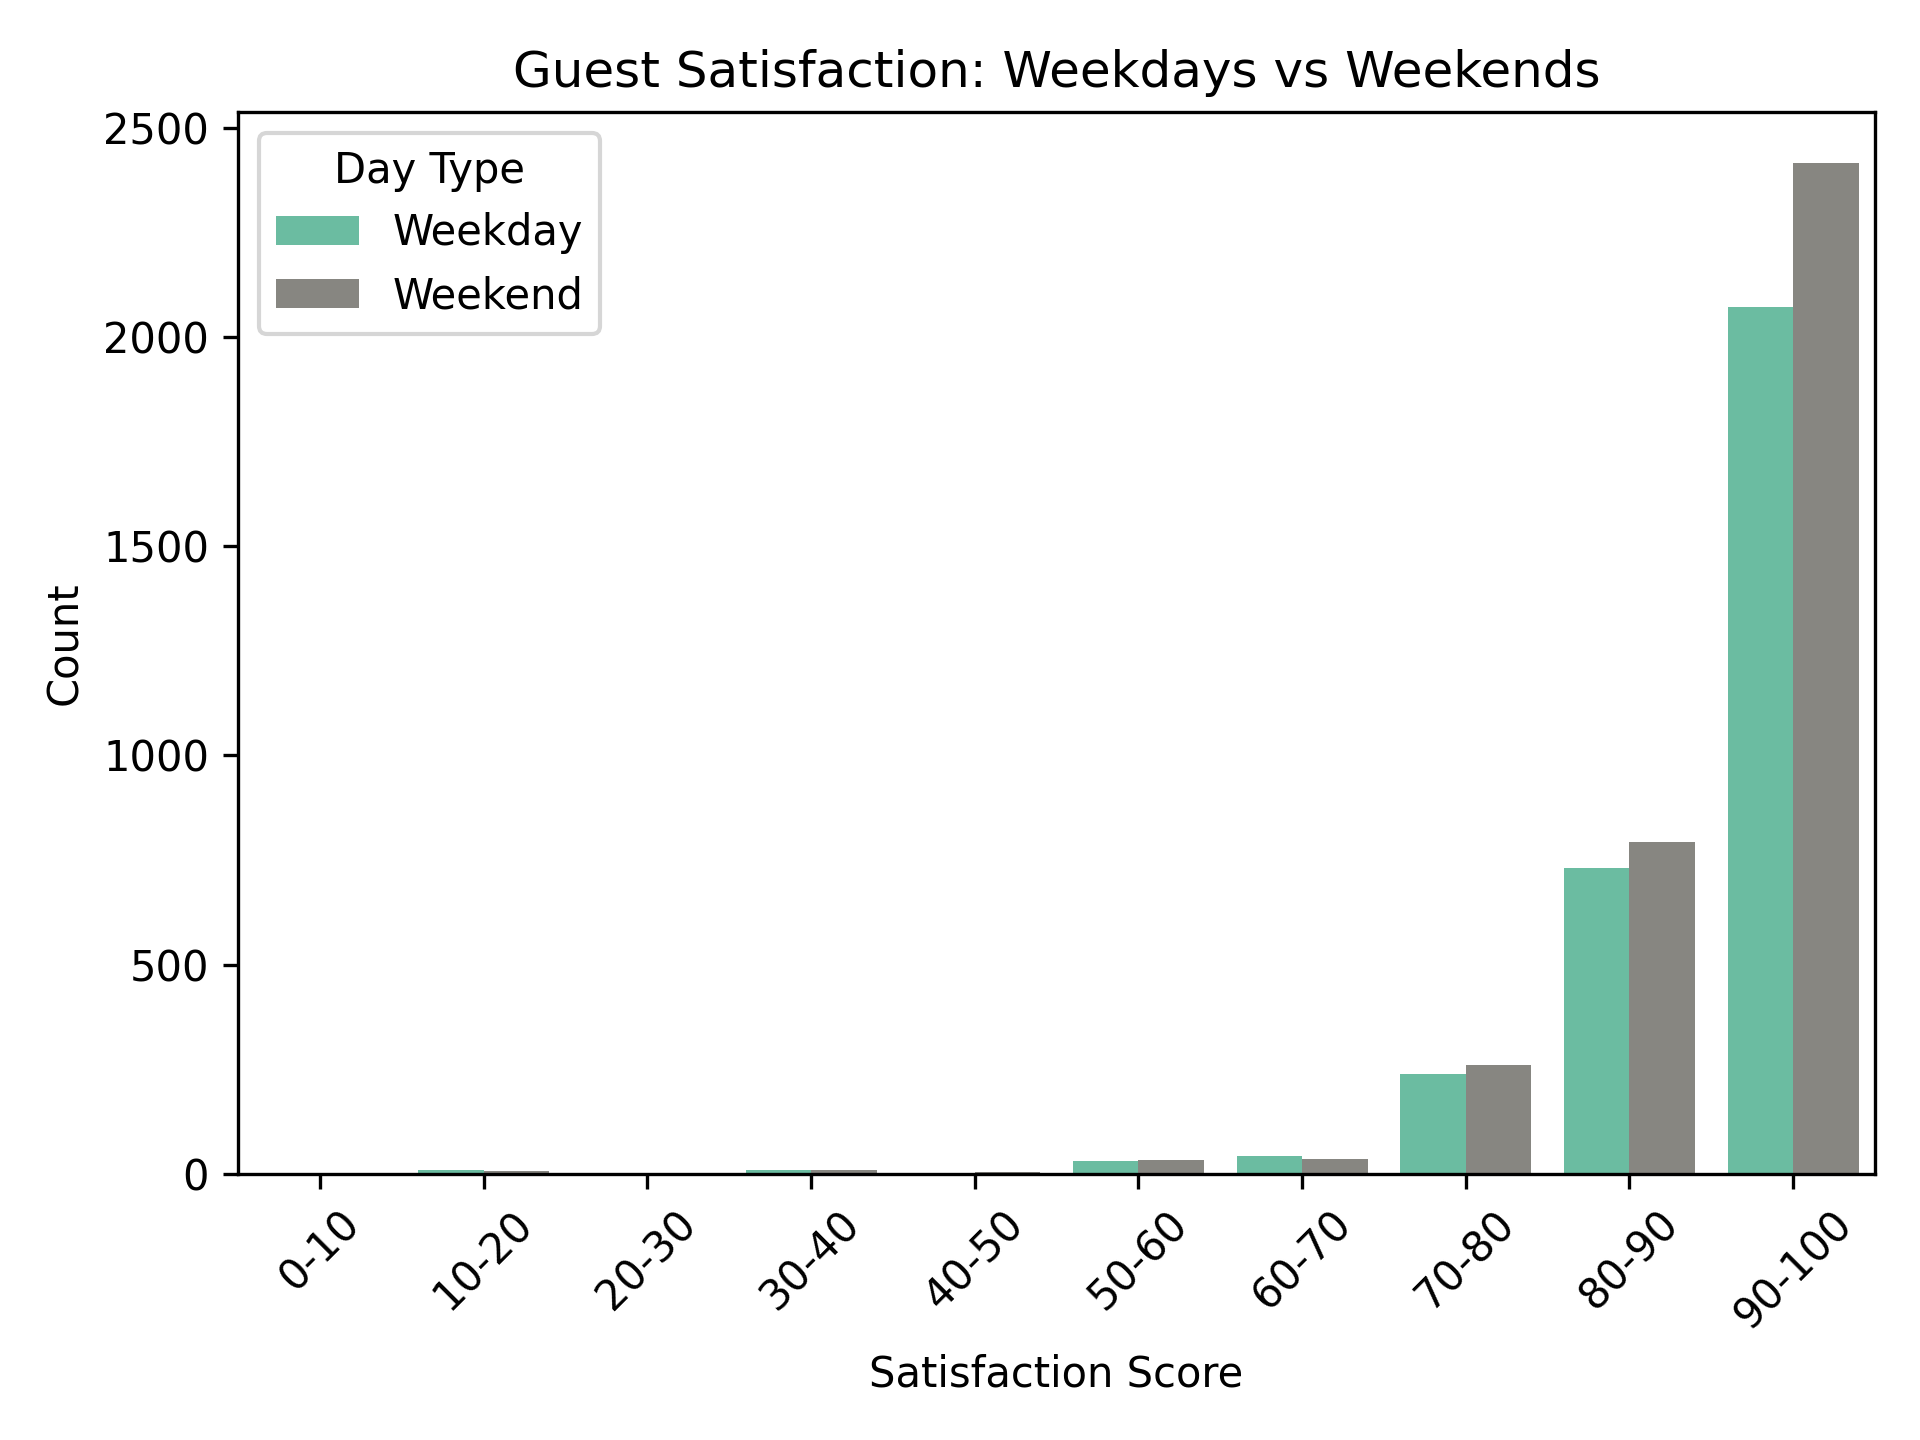 Guest Satisfaction: Weekdays vs Weekends
2500
2000
1500
1000
500
0
Count
Day Type
Weekday
Weekend
0-10
10-20
20-30
30-40
40-50
50-60
60-70
70-80
80-90
90-100
Satisfaction Score